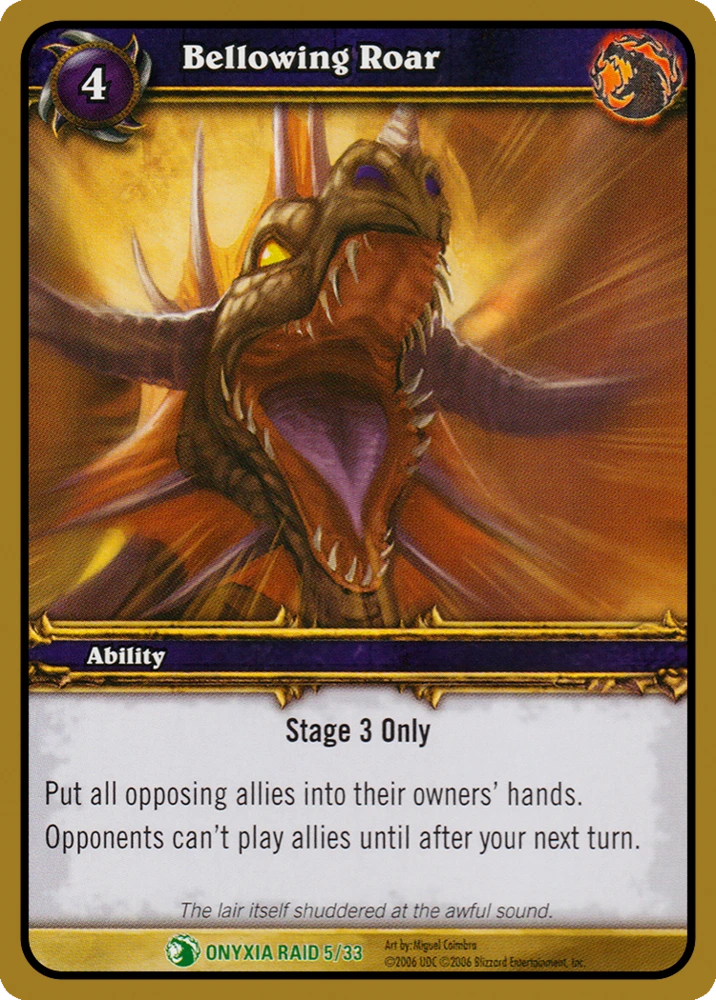 4
Bellowing Roar
Ability
Stage 3 Only
Put all opposing allies into their owners’ hands.
Opponents can’t play allies until after your next turn.
The lair itself shuddered at the awful sound.
ONYXIA RAID 5/33
Art by: Miguel Coimbra
©2006 UDC ©2006 Blizzard Entertainment, Inc.